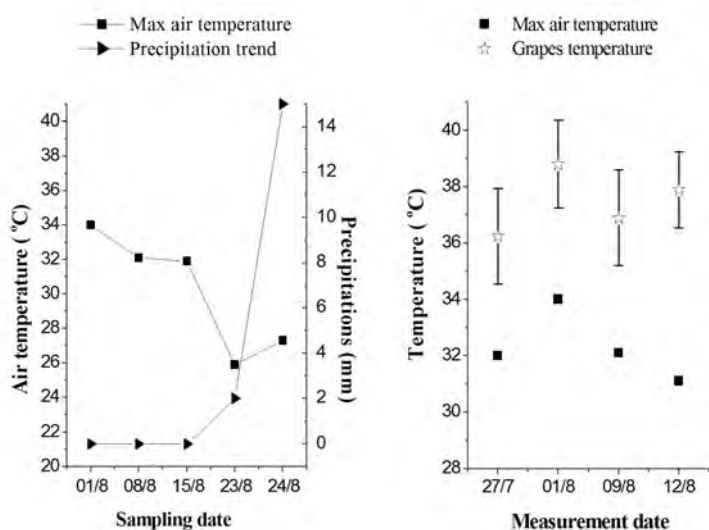 Max air temperature
Precipitation trend
Max air temperature
Grapes temperature
40
38
36
34
32
30
28
26
24
22
20
Air temperature (°C)
14
12
10
8
6
4
2
0
Precipitations (mm)
01/8 08/8 15/8 23/8 24/8
Sampling date
40
38
36
34
33
31
30
28
Temperature (°C)
27/7 01/8 09/8 12/8
Measurement date